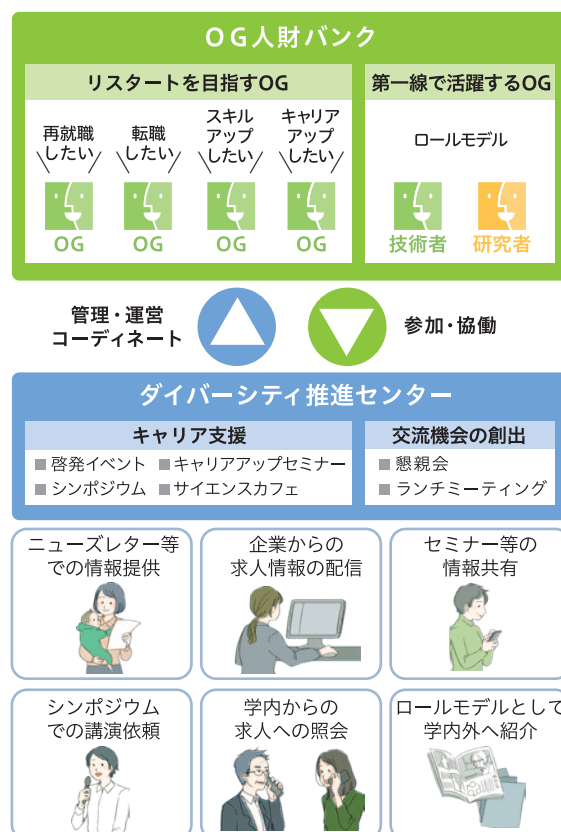 OG人財バンク
リスタートを目指すOG
再就職
したい
転職
したい
スキル
アップ
したい
キャリア
アップ
したい
OG
OG
OG
OG
第一線で活躍するOG
ロールモデル
技術者
研究者
管理・運営
コーディネート
参加・協働
ダイバーシティ推進センター
キャリア支援
■啓発イベント ■キャリアアップセミナー
■シンポジウム ■サイエンスカフェ
交流機会の創出
■懇親会
■ランチミーティング
ニューズレター等
での情報提供
企業からの
求人情報の配信
セミナー等の
情報共有
シンポジウム
での講演依頼
学内からの
求人への照会
ロールモデルとして
学内外へ紹介